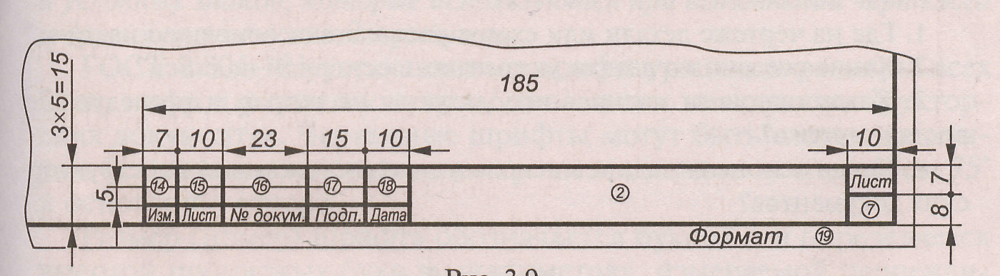 185
3×5=15
7 10 23 15 10 10
14 15 16 17 18 2 Лист 7
5
Изм. Лист № докум. Подп. Дата 7 8
Формат 19
Рис. 3.9